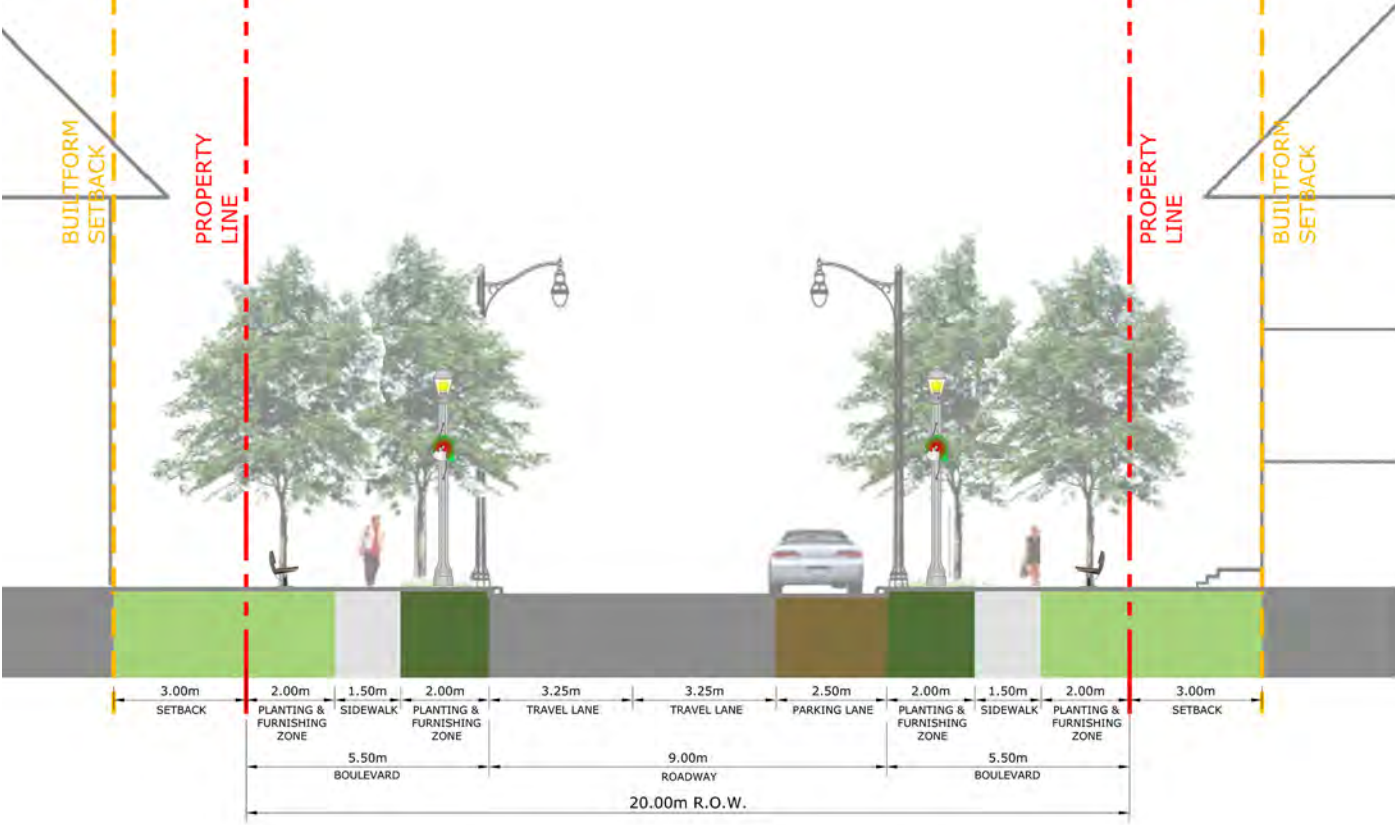 BUILTFORM
SETBACK
PROPERTY
LINE
PROPERTY
LINE
BUILTFORM
SETBACK
3.00m
2.00m
1.50m
2.00m
3.25m
3.25m
2.50m
2.00m
1.50m
2.00m
3.00m
SETBACK
PLANTING &
FURNISHING
ZONE
SIDEWALK
PLANTING &
FURNISHING
ZONE
TRAVEL LANE
TRAVEL LANE
PARKING LANE
PLANTING &
FURNISHING
ZONE
SIDEWALK
PLANTING &
FURNISHING
ZONE
SETBACK
5.50m
BOULEVARD
9.00m
ROADWAY
5.50m
BOULEVARD
20.00m R.O.W.